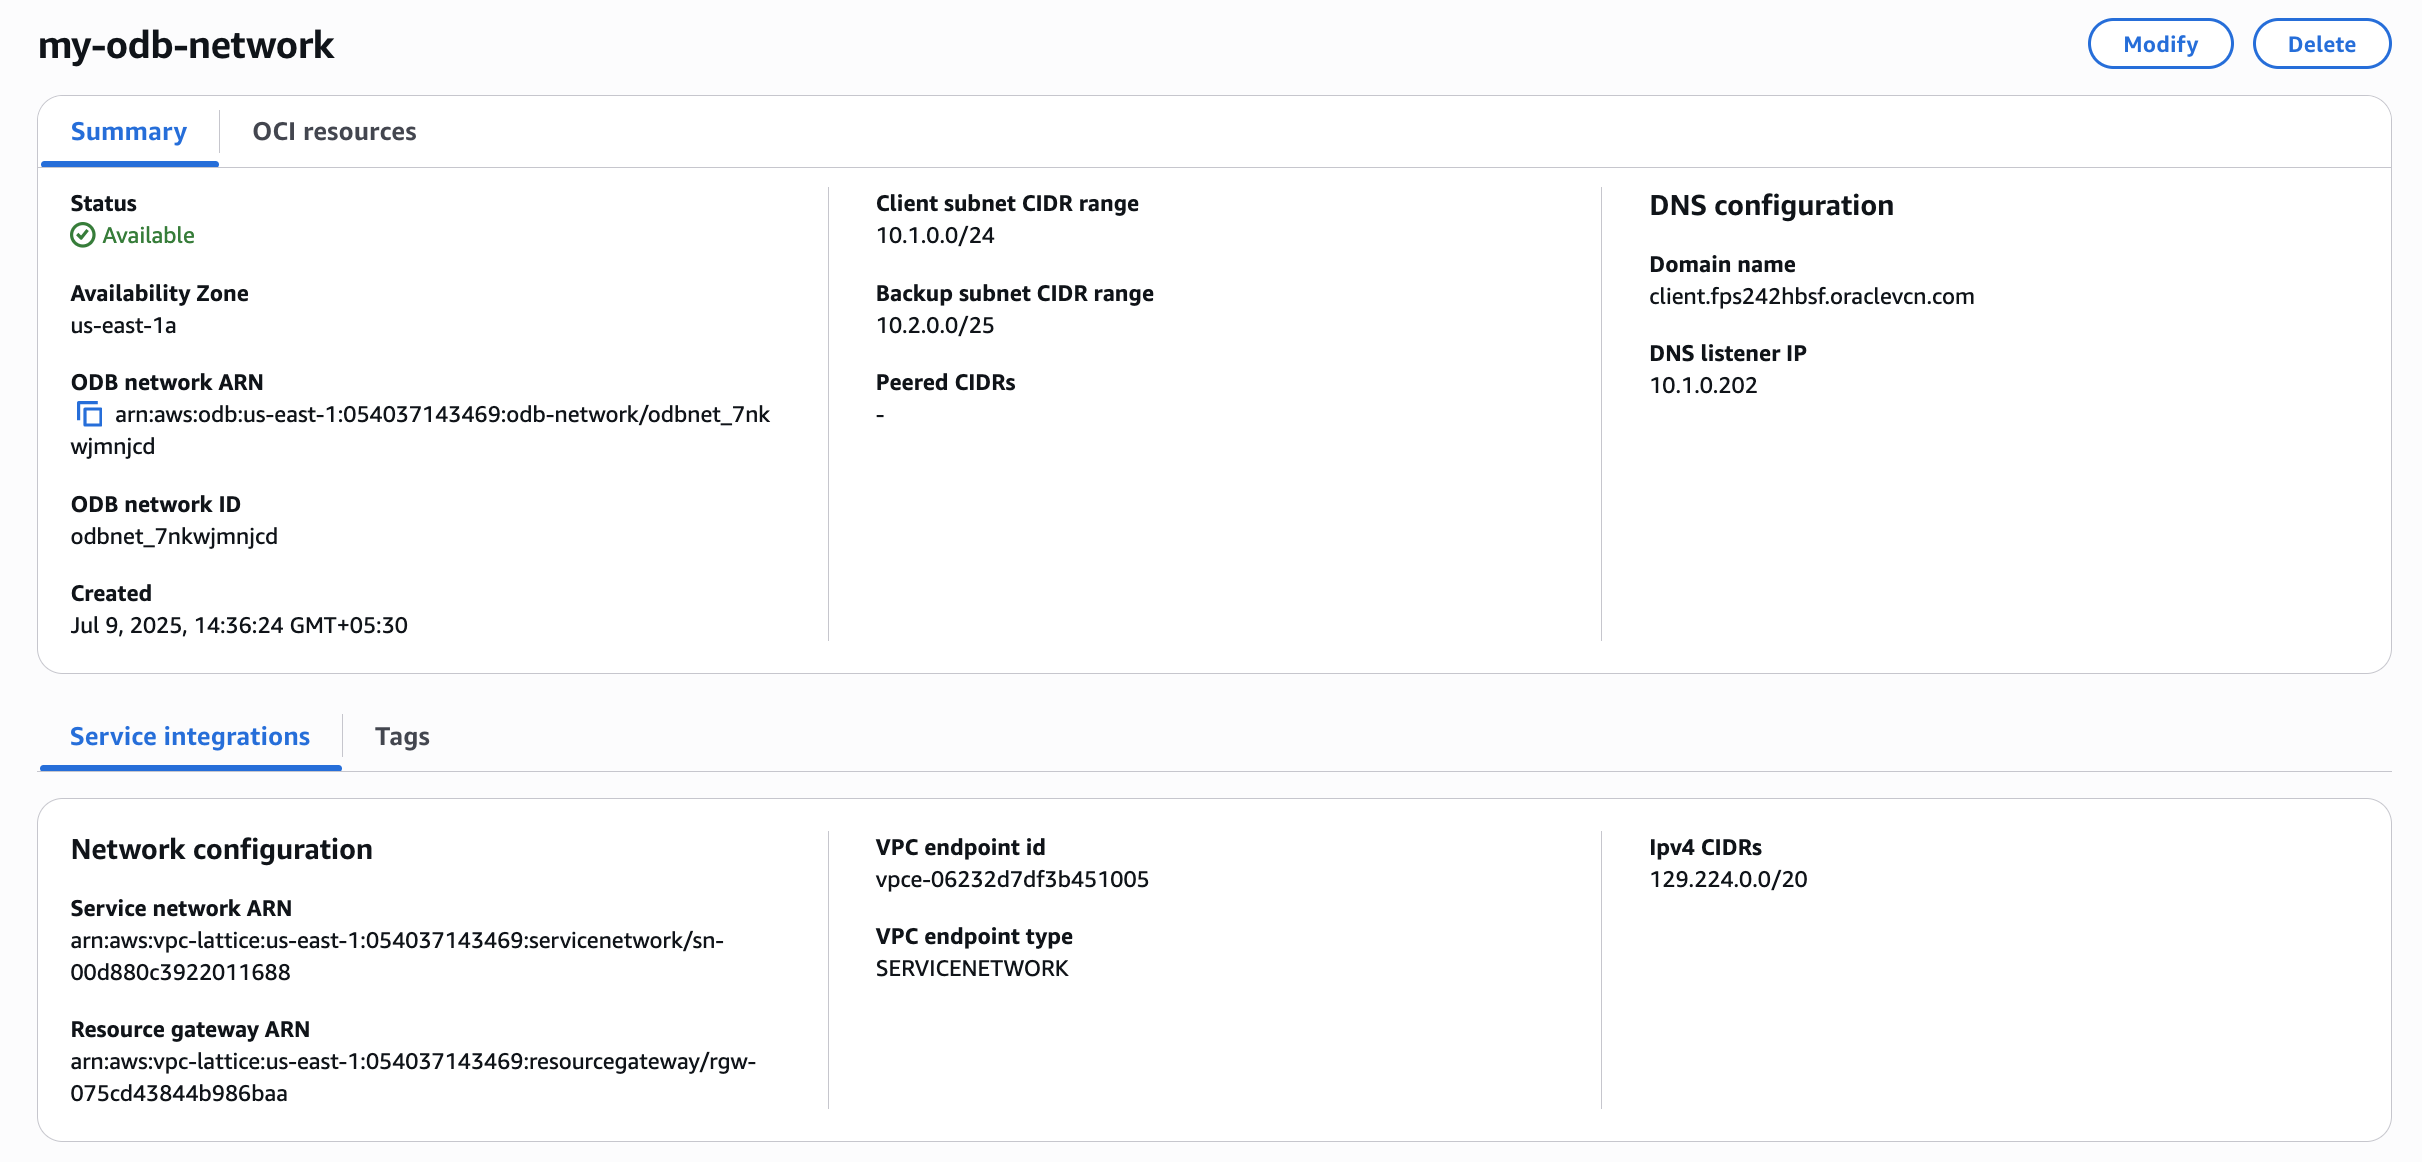 my-odb-network
Modify
Delete
Summary
OCI resources
Status
Available
Availability Zone
us-east-1a
ODB network ARN
arn:aws:odb:us-east-1:054037143469:odb-network/odbnet_7nk
wjmnjcd
ODB network ID
odbnet_7nkwjmnjcd
Created
Jul 9, 2025, 14:36:24 GMT+05:30
Client subnet CIDR range
10.1.0.0/24
Backup subnet CIDR range
10.2.0.0/25
Peered CIDRs
-
DNS configuration
Domain name
client.fps242hbsf.oraclevcn.com
DNS listener IP
10.1.0.202
Service integrations
Tags
Network configuration
Service network ARN
arn:aws:vpc-lattice:us-east-1:054037143469:servicenetwork/sn-
00d880c3922011688
Resource gateway ARN
arn:aws:vpc-lattice:us-east-1:054037143469:resourcegateway/rgw-
075cd43844b986baa
VPC endpoint id
vpce-06232d7df3b451005
VPC endpoint type
SERVICENETWORK
Ipv4 CIDRs
129.224.0.0/20